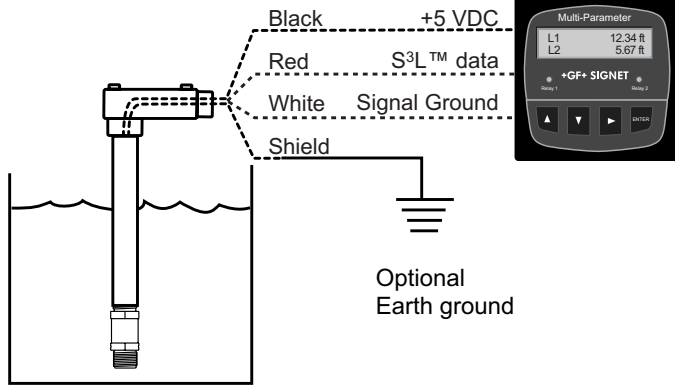 Black +5 VDC
Red S³L™ data
White Signal Ground
Shield
Optional
Earth ground
Multi-Parameter
L1 12.34 ft
L2 5.67 ft
+GF+ SIGNET
Relay 1 Relay 2
ENTER